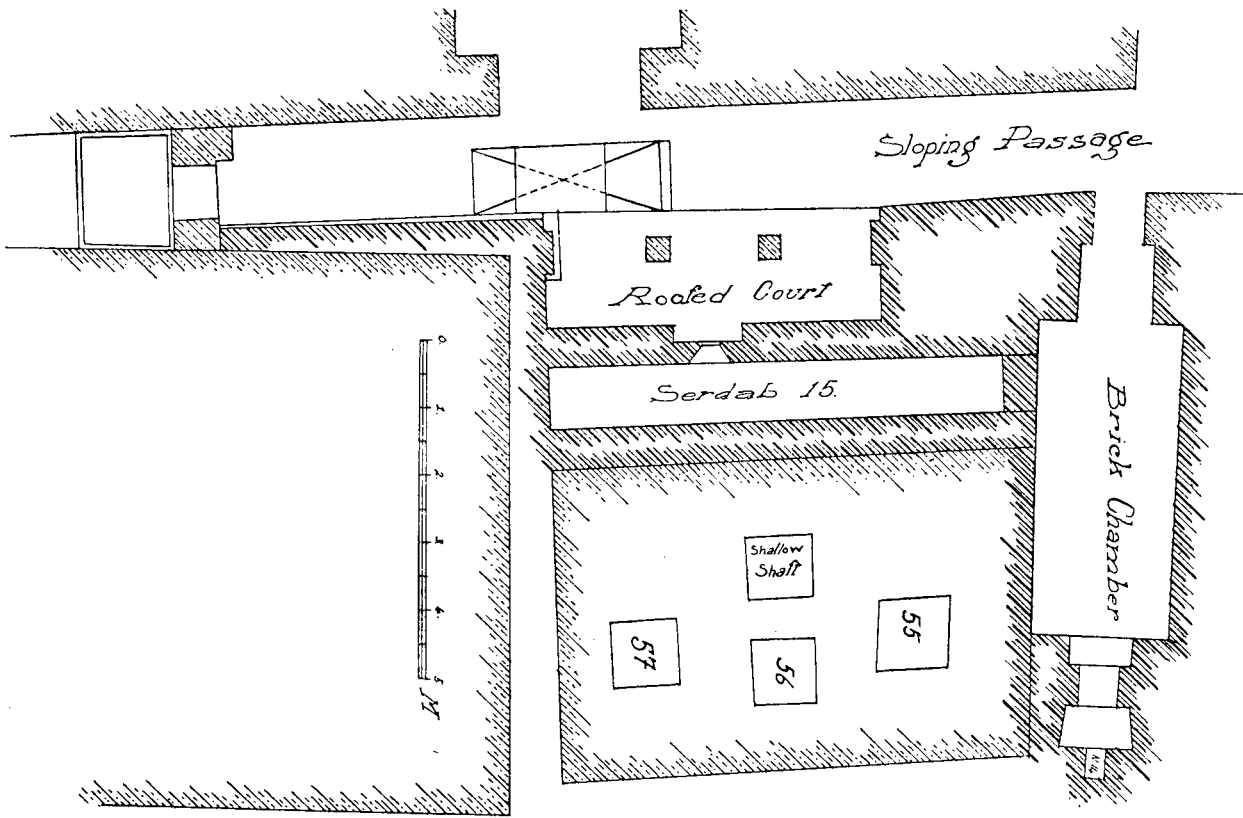 Sloping Passage
Roofed Court
Serdab 15.
Brick Chamber
Shallow
Shaft
55
56
57
0
1
2
3
4
5
M